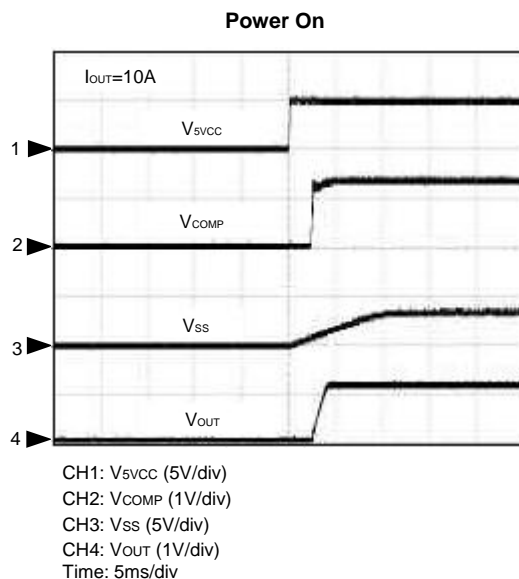 Power On
IOUT=10A
V5VCC
1
VCOMP
2
VSS
3
VOUT
4
CH1: V5VCC (5V/div)
CH2: VCOMP (1V/div)
CH3: VSS (5V/div)
CH4: VOUT (1V/div)
Time: 5ms/div